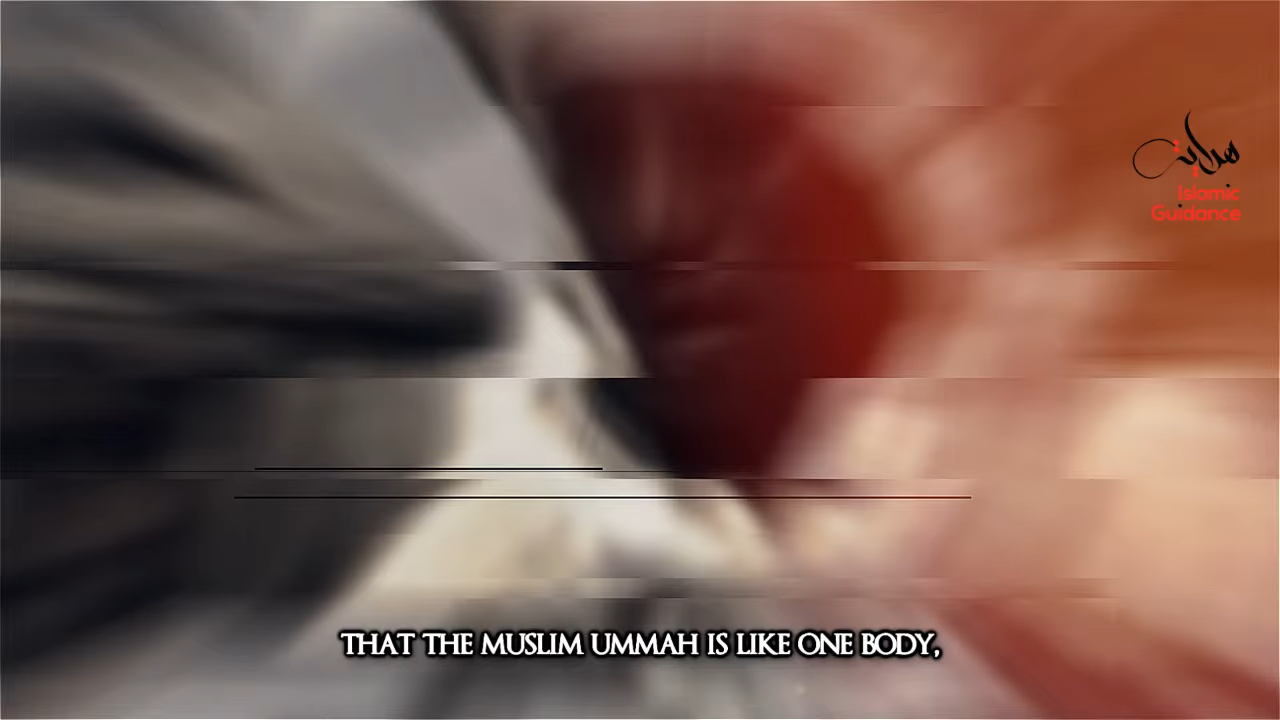 هداية
Islamic
Guidance
THAT THE MUSLIM UMMAH IS LIKE ONE BODY,